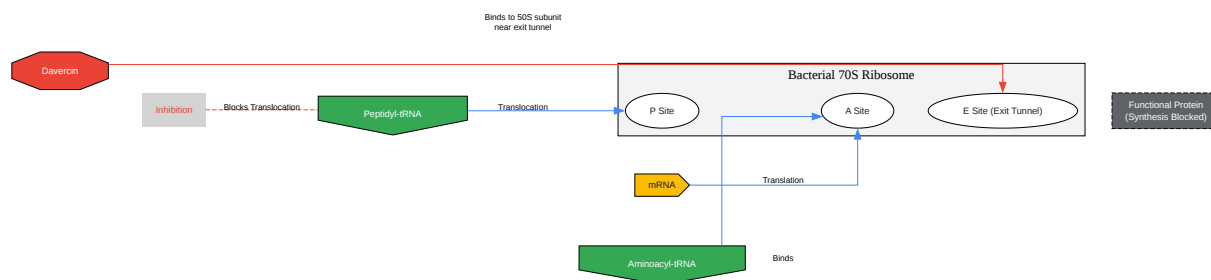 Binds to 50S subunit
near exit tunnel
Davercin
Bacterial 70S Ribosome
Inhibition
Blocks Translocation
Peptidyl-tRNA
Translocation
P Site
A Site
E Site (Exit Tunnel)
Functional Protein
(Synthesis Blocked)
mRNA
Translation
Aminoacyl-tRNA
Binds